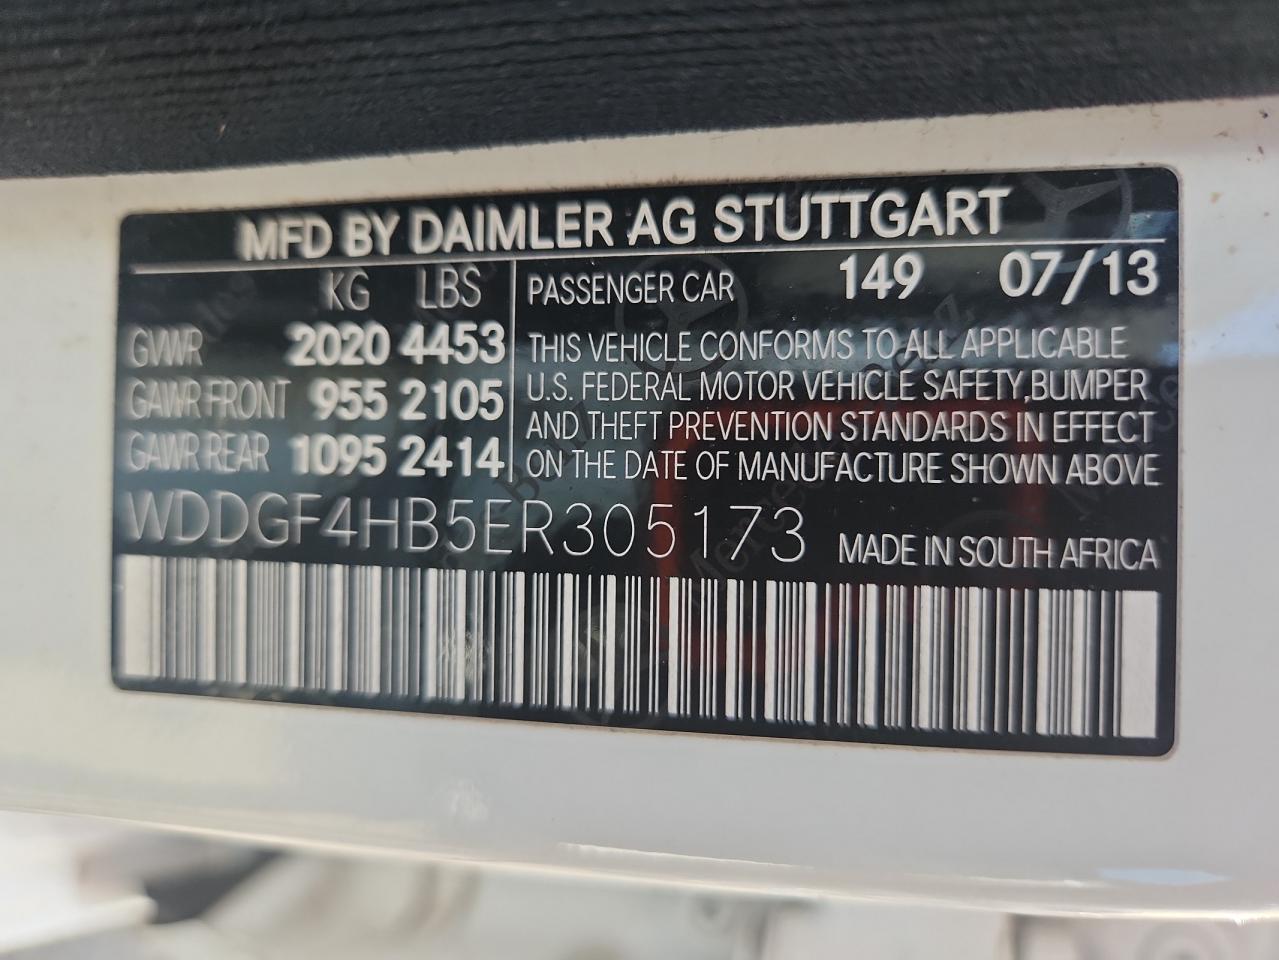 MFD BY DAIMLER AG STUTTGART
KG LBS
GVWR 2020 4453
GAWR FRONT 955 2105
GAWR REAR 1095 2414
PASSENGER CAR 149 07/13
THIS VEHICLE CONFORMS TO ALL APPLICABLE
U.S. FEDERAL MOTOR VEHICLE SAFETY, BUMPER
AND THEFT PREVENTION STANDARDS IN EFFECT
ON THE DATE OF MANUFACTURE SHOWN ABOVE
WDDGF4HB5ER305173 MADE IN SOUTH AFRICA